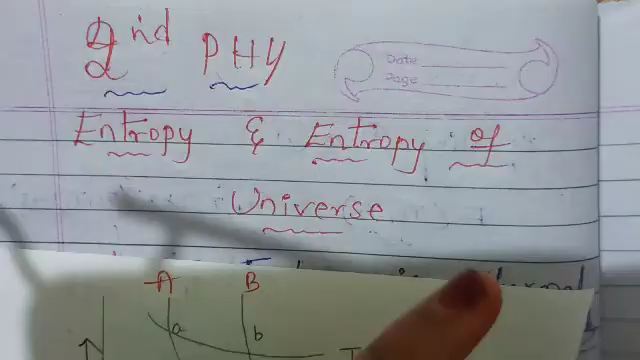 2nd PHY
Date
Page
Entropy & Entropy of
Universe
A B
a b
T